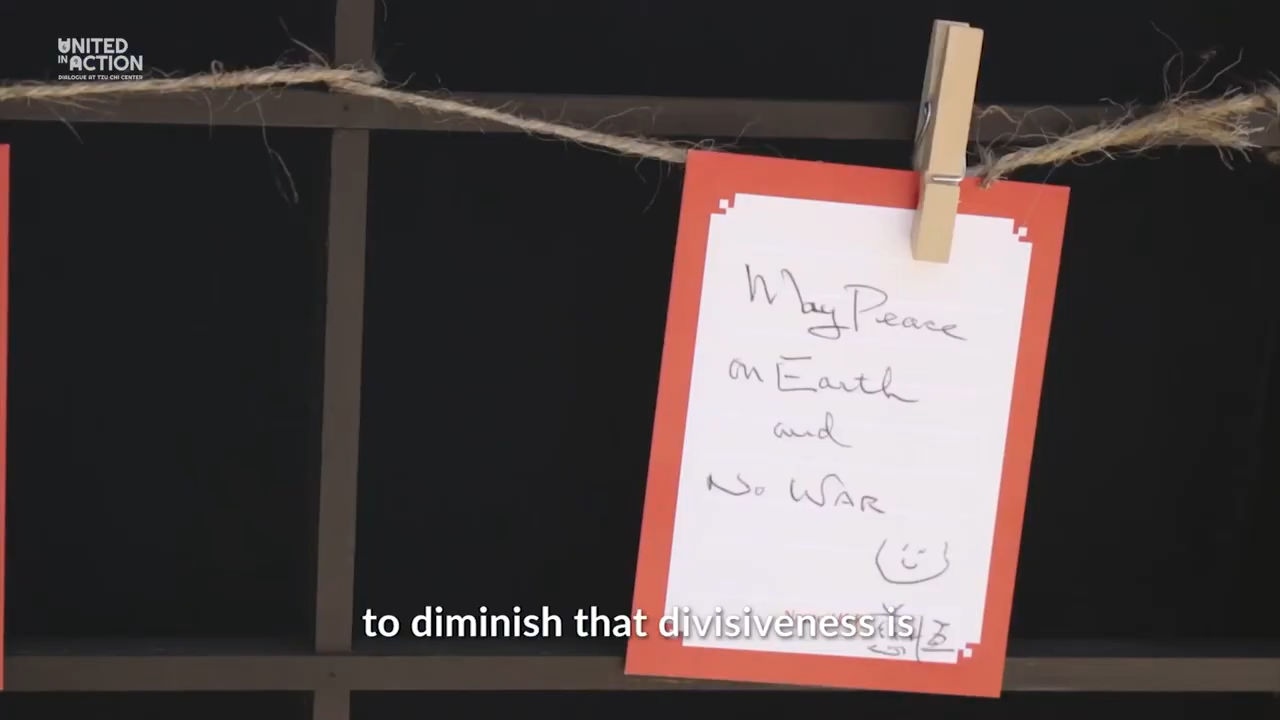 UNITED
IN ACTION
DIALOGUE AT TZU CHI CENTER
May Peace
on Earth
and
No WAR
to diminish that divisiveness is